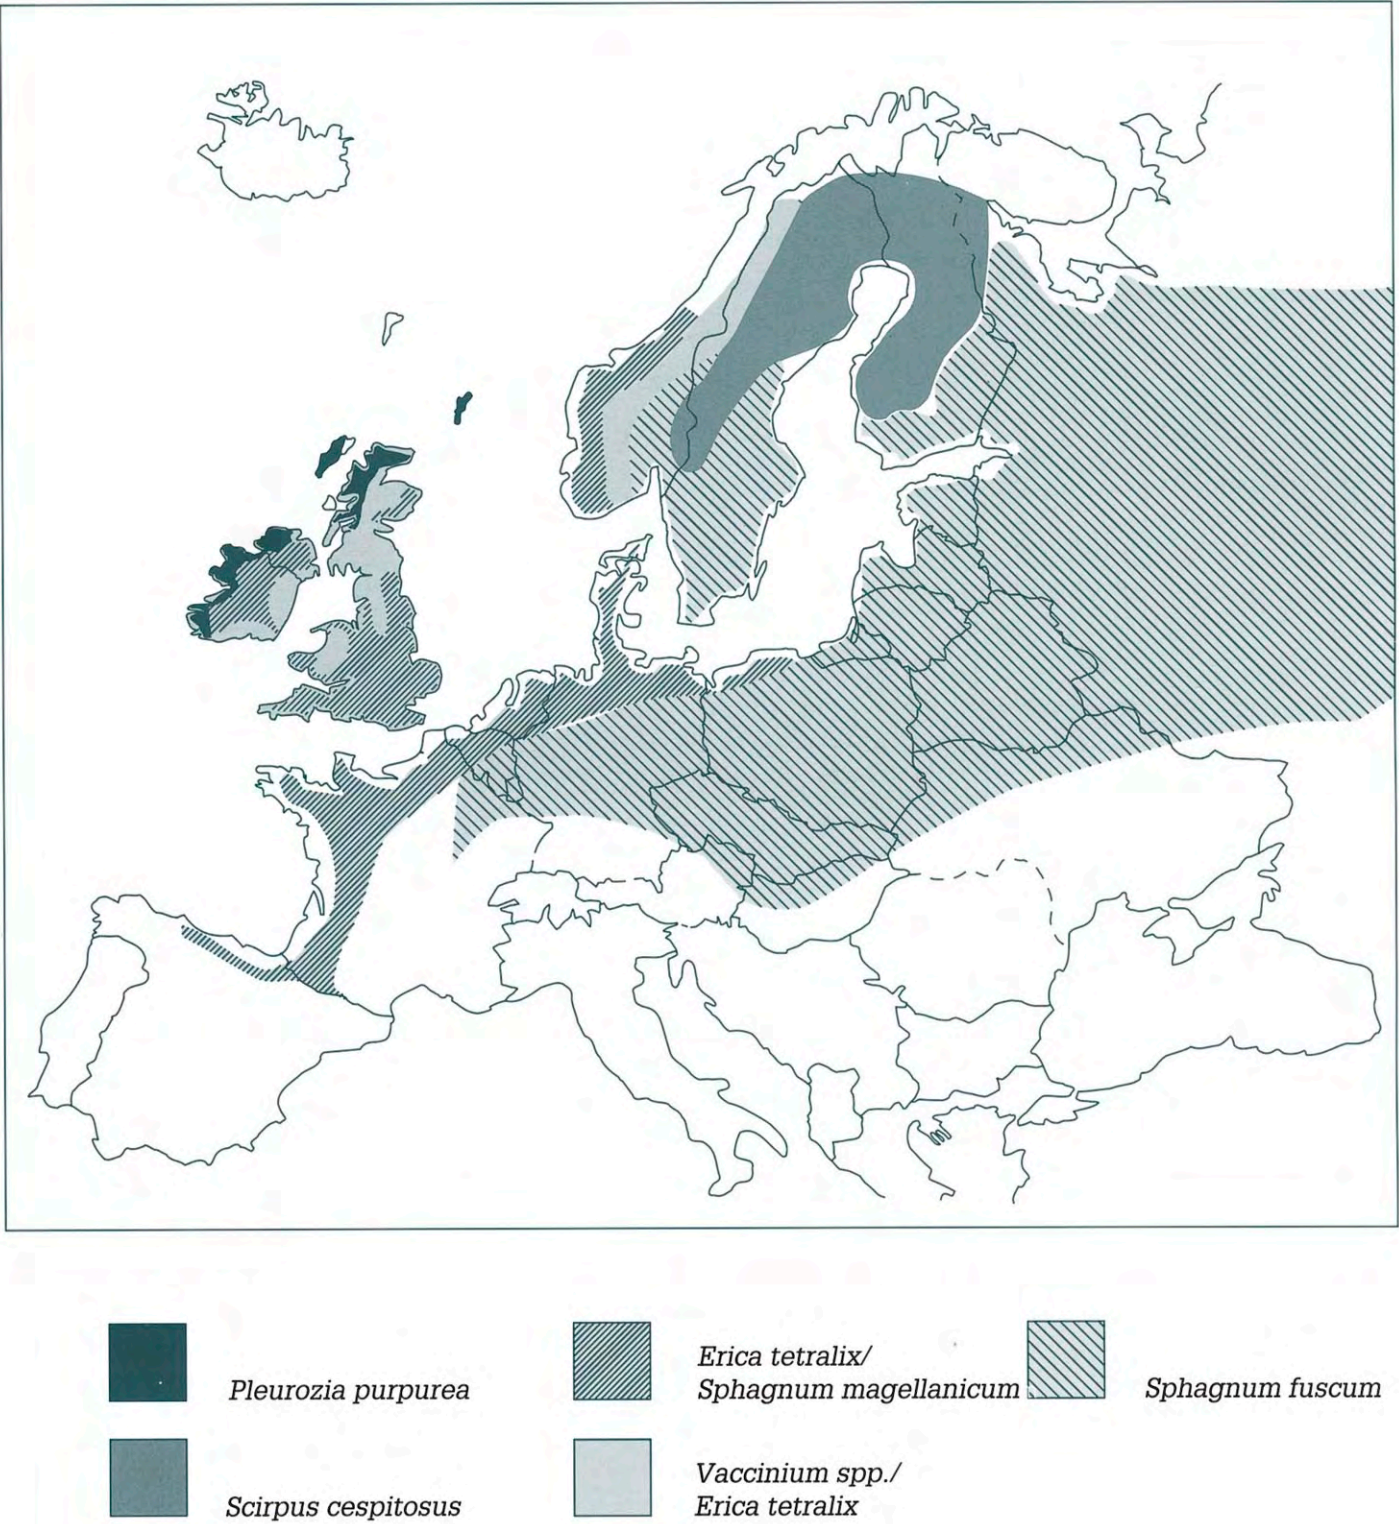 Pleurozia purpurea
Erica tetralix/
Sphagnum magellanicum
Sphagnum fuscum
Scirpus cespitosus
Vaccinium spp./
Erica tetralix